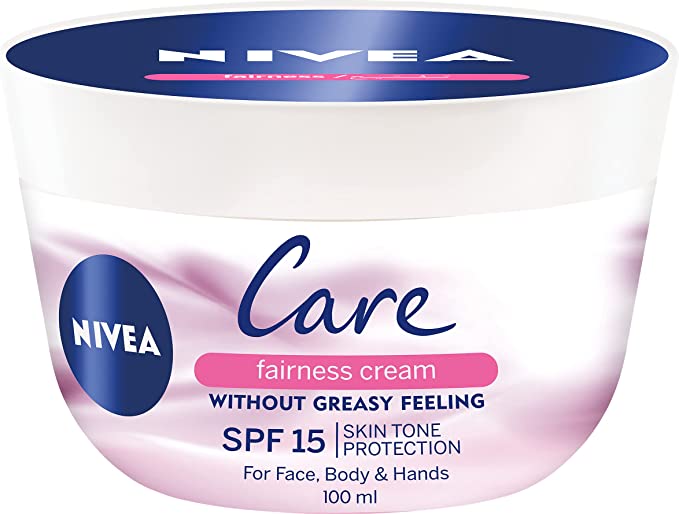 NIVEA
fairness / تفتيح
Care
NIVEA
fairness cream
WITHOUT GREASY FEELING
SPF 15 | SKIN TONE
PROTECTION
For Face, Body & Hands
100 ml